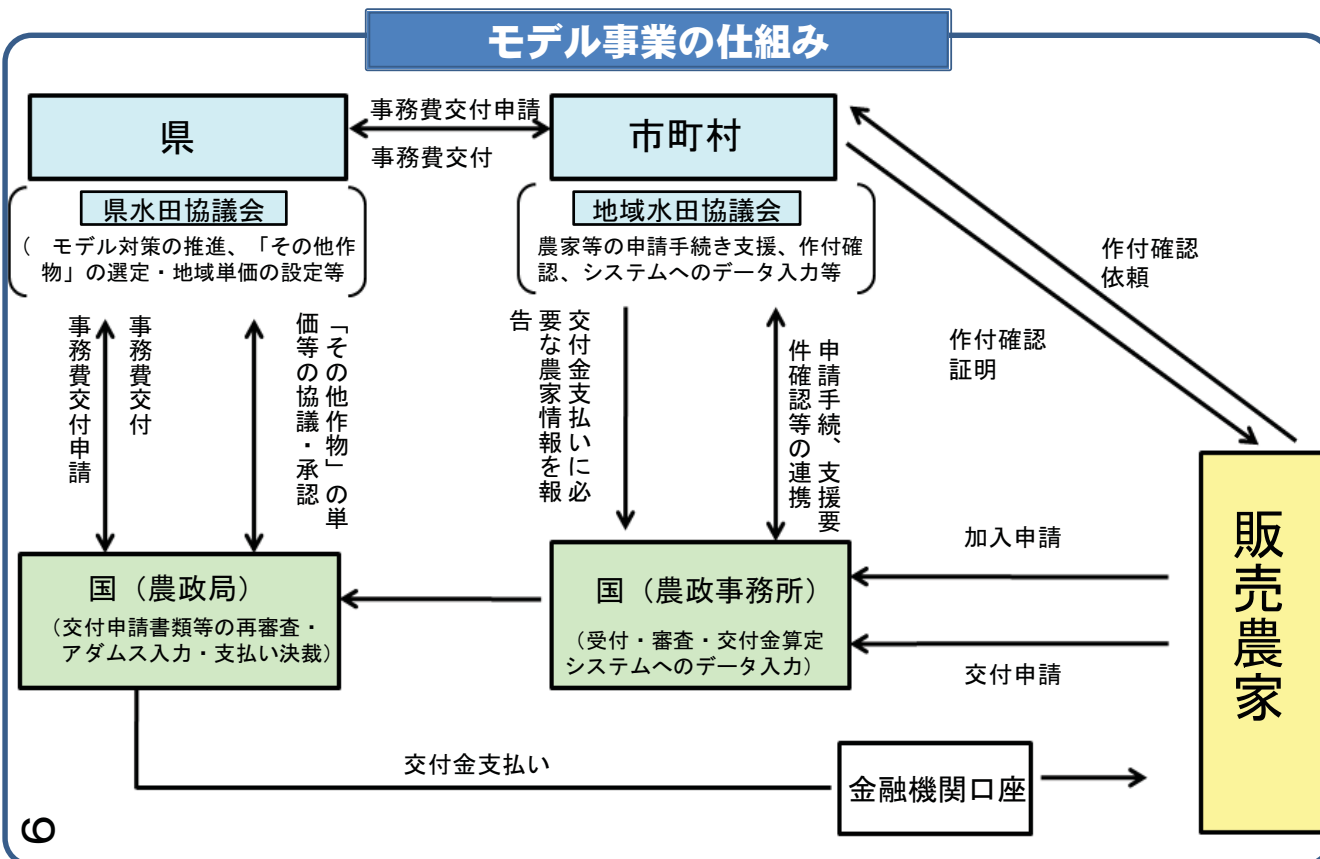 モデル事業の仕組み
県
事務費交付申請
事務費交付
市町村
県水田協議会
( モデル対策の推進、「その他作
物」の選定・地域単価の設定等
地域水田協議会
農家等の申請手続き支援、作付確
認、システムへのデータ入力等
作付確認
依頼
作付確認
証明
事務費交付申請
事務費交付
「その他作物」の単
価等の協議・承認
交付金支払いに必
要な農家情報を報
告
申請手続、支援要
件確認等の連携
国（農政局）
（交付申請書類等の再審査・
アダムス入力・支払い決裁）
国（農政事務所）
（受付・審査・交付金算定
システムへのデータ入力）
加入申請
交付申請
販売農家
交付金支払い
金融機関口座
9